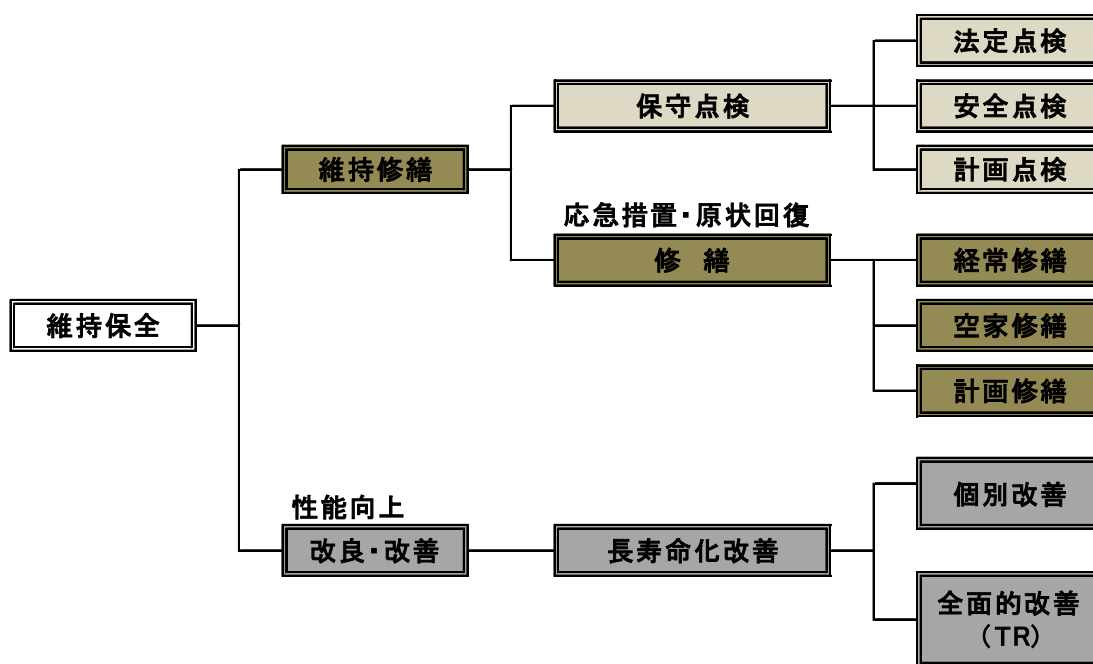 法定点検
保守点検
安全点検
維持修繕
計画点検
応急措置・原状回復
修 繕
経常修繕
維持保全
空家修繕
計画修繕
性能向上
個別改善
改良・改善
長寿命化改善
全面的改善
(TR)